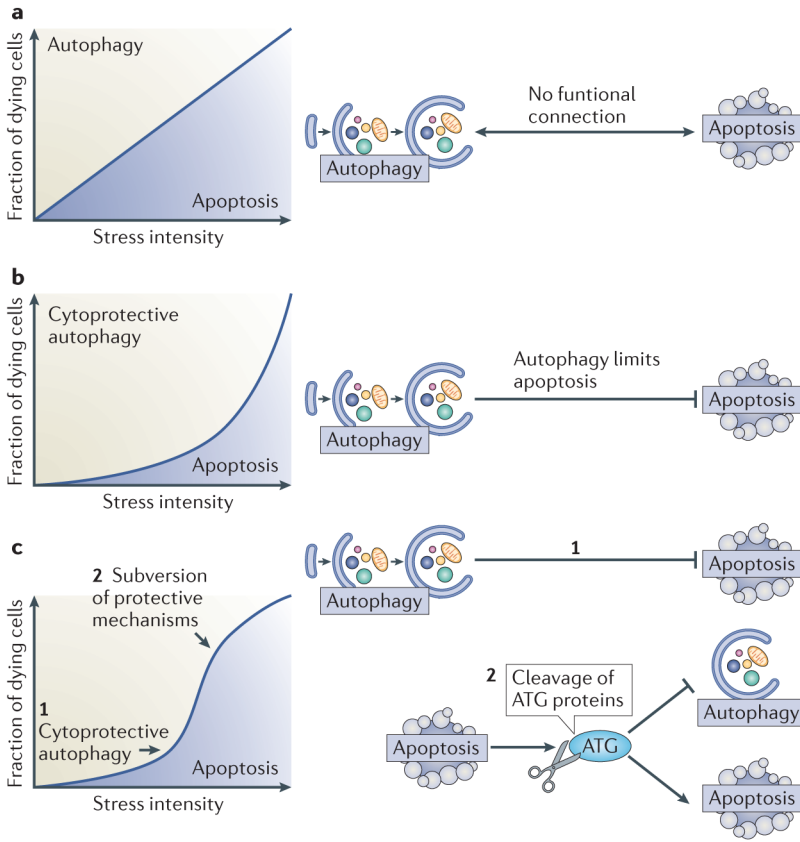 a
Fraction of dying cells
Autophagy
Apoptosis
Stress intensity
Autophagy
No funtional
connection
Apoptosis
b
Fraction of dying cells
Cytoprotective
autophagy
Apoptosis
Stress intensity
Autophagy
Autophagy limits
apoptosis
Apoptosis
c
Fraction of dying cells
2 Subversion
of protective
mechanisms
1
Cytoprotective
autophagy
Apoptosis
Stress intensity
Autophagy
1
Apoptosis
2 Cleavage of
ATG proteins
Apoptosis
ATG
Autophagy
Apoptosis